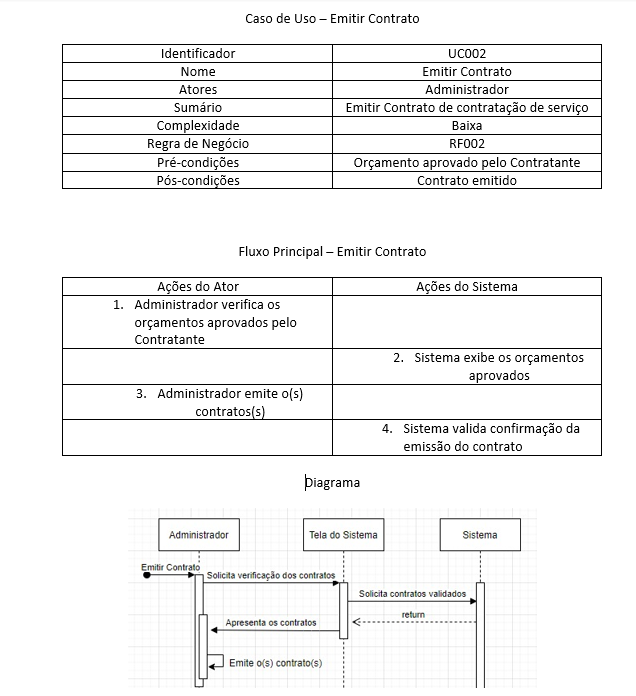 Caso de Uso – Emitir Contrato
Identificador UC002
Nome Emitir Contrato
Atores Administrador
Sumário Emitir Contrato de contratação de serviço
Complexidade Baixa
Regra de Negócio RF002
Pré-condições Orçamento aprovado pelo Contratante
Pós-condições Contrato emitido
Fluxo Principal – Emitir Contrato
Ações do Ator Ações do Sistema
1. Administrador verifica os
orçamentos aprovados pelo
Contratante
2. Sistema exibe os orçamentos
aprovados
3. Administrador emite o(s)
contratos(s)
4. Sistema valida confirmação da
emissão do contrato
Diagrama
Administrador Tela do Sistema Sistema
Emitir Contrato
Solicita verificação dos contratos
Solicita contratos validados
return
Apresenta os contratos
Emite o(s) contrato(s)